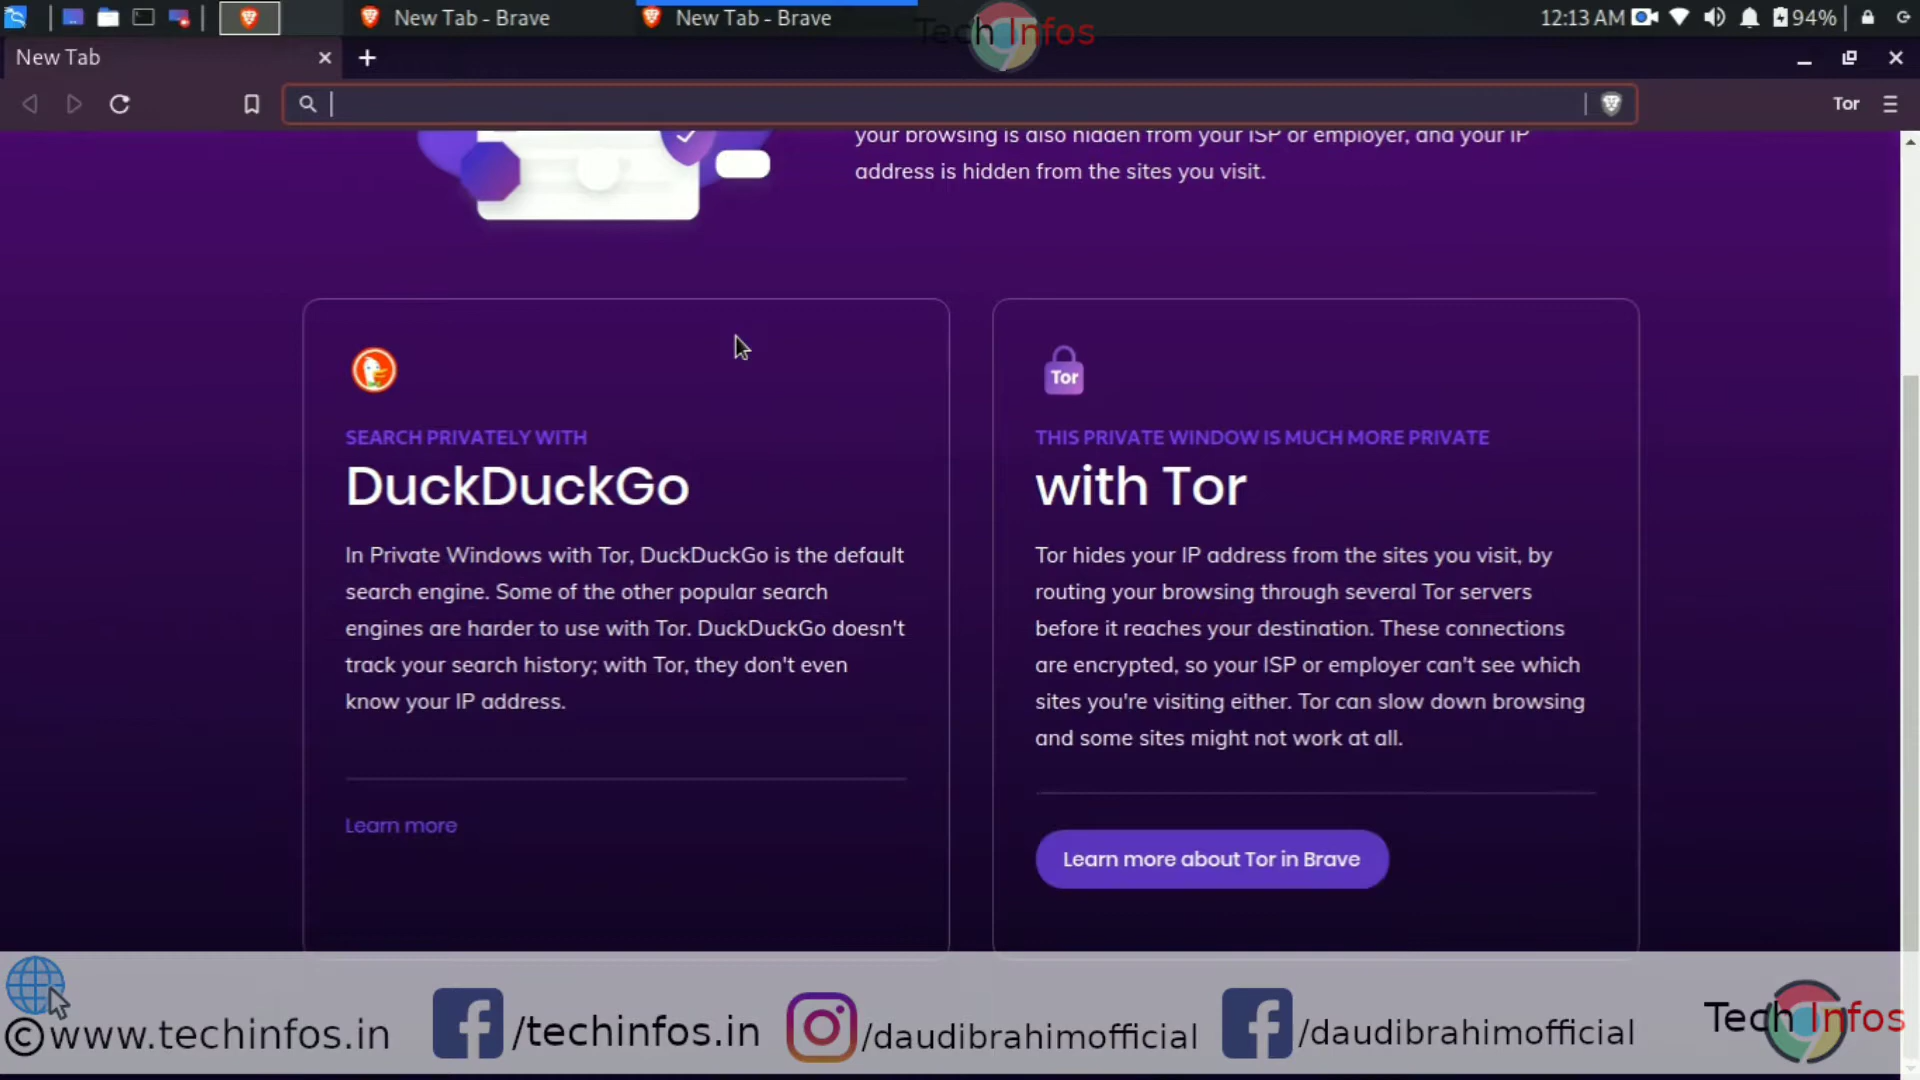 New Tab - Brave
New Tab - Brave
Tech Infos
12:13 AM
94%
New Tab
Tor
your browsing is also hidden from your ISP or employer, and your IP
address is hidden from the sites you visit.
SEARCH PRIVATELY WITH
DuckDuckGo
In Private Windows with Tor, DuckDuckGo is the default
search engine. Some of the other popular search
engines are harder to use with Tor. DuckDuckGo doesn't
track your search history; with Tor, they don't even
know your IP address.
Learn more
Tor
THIS PRIVATE WINDOW IS MUCH MORE PRIVATE
with Tor
Tor hides your IP address from the sites you visit, by
routing your browsing through several Tor servers
before it reaches your destination. These connections
are encrypted, so your ISP or employer can't see which
sites you're visiting either. Tor can slow down browsing
and some sites might not work at all.
Learn more about Tor in Brave
©www.techinfos.in
/techinfos.in
/daudibrahimofficial
/daudibrahimofficial
Tech Infos